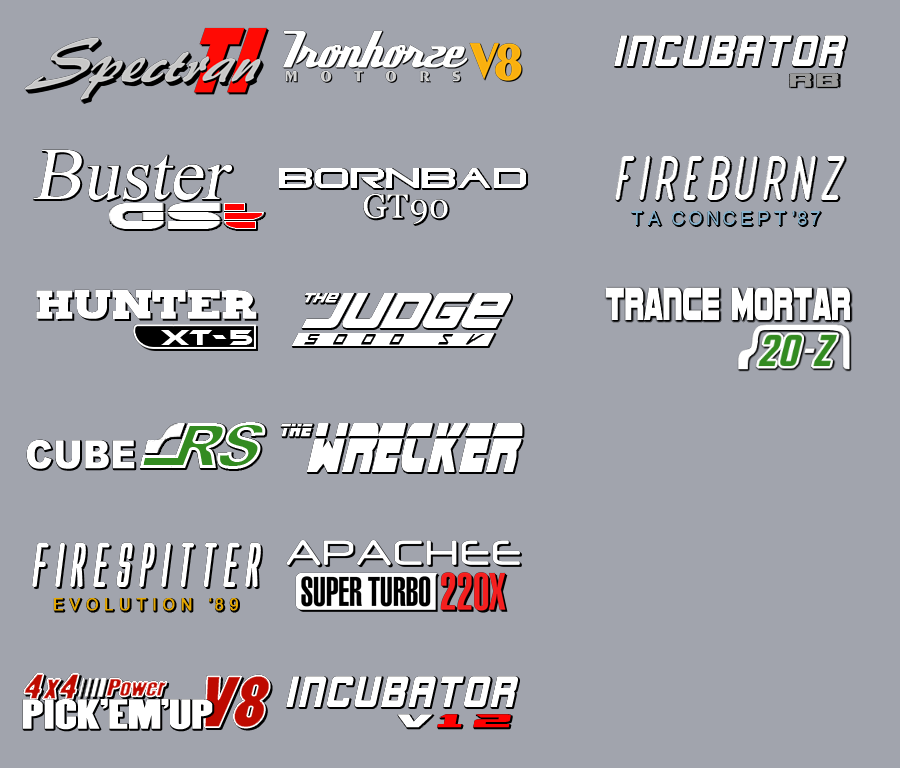 Spectran TI
Ironhorze V8
MOTORS
INCUBATOR
RB
Buster
GSt
BORNBAD
GT90
FIREBURNZ
TA CONCEPT '87
HUNTER
XT-5
THE JUDGE
5000 SV
TRANCE MORTAR
20-Z
CUBE RS
THE WRECKER
FIRESPITTER
EVOLUTION '89
APACHEE
SUPER TURBO 220X
4x4 Power
PICK'EM'UP V8
INCUBATOR
V12